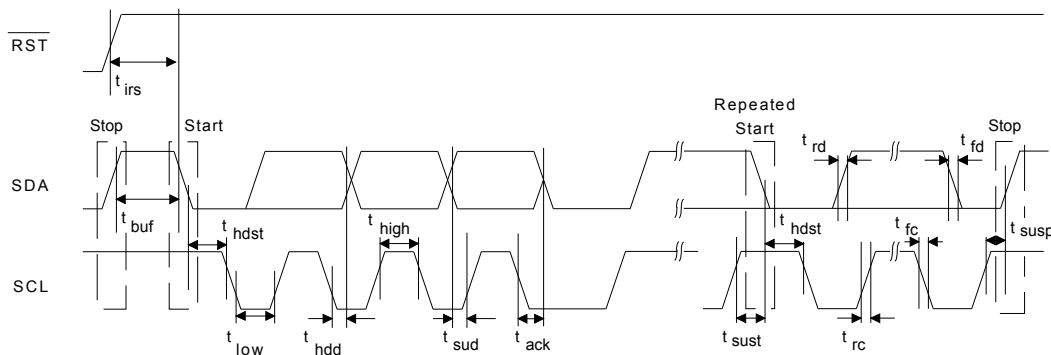 RST
t irs
Repeated
Stop Start Start Stop
t rd t fd
SDA
t buf t hdst t high t hdst t fc t susp
SCL
t low t hdd t sud t ack t sust t rc